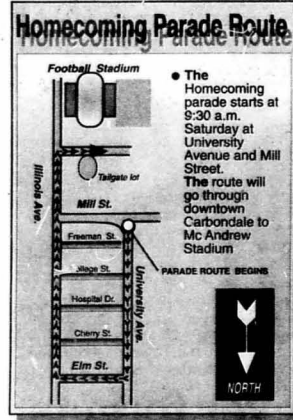 Homecoming Parade Route
Football Stadium
Illinois Ave.
Tailgate lot
Mill St.
Freeman St.
College St.
Hospital Dr.
Cherry St.
Elm St.
University Ave.
PARADE ROUTE BEGINS
• The
Homecoming
parade starts at
9:30 a.m.
Saturday at
University
Avenue and Mill
Street.
The route will
go through
downtown
Carbondale to
Mc Andrew
Stadium
NORTH